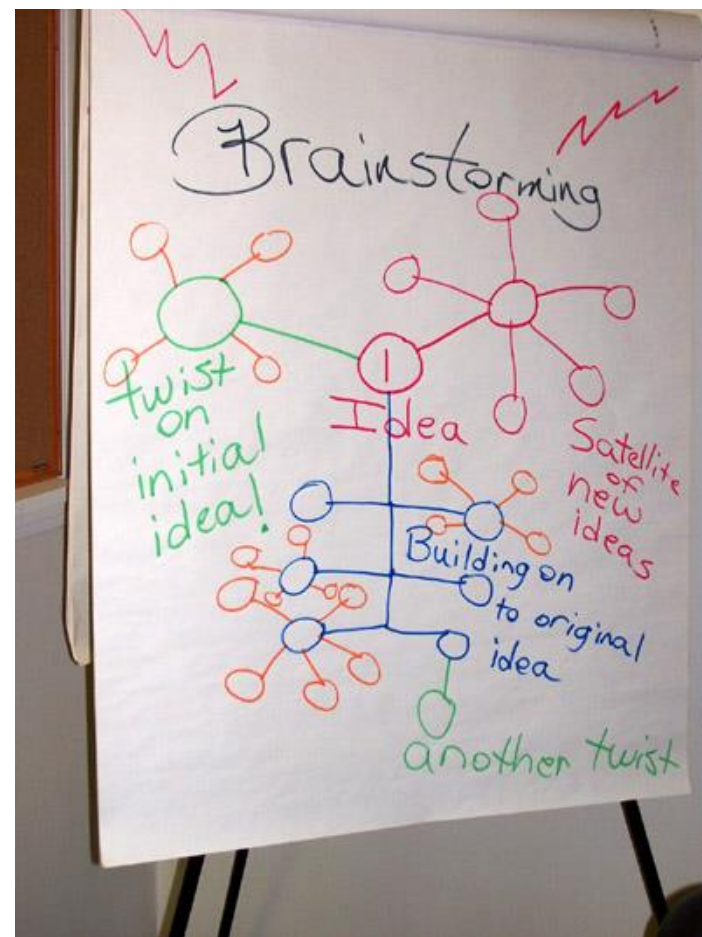 Brainstorming
1
Idea
twist
on
initial
idea!
Satellite
of
new
ideas
Building on
to original
idea
another twist